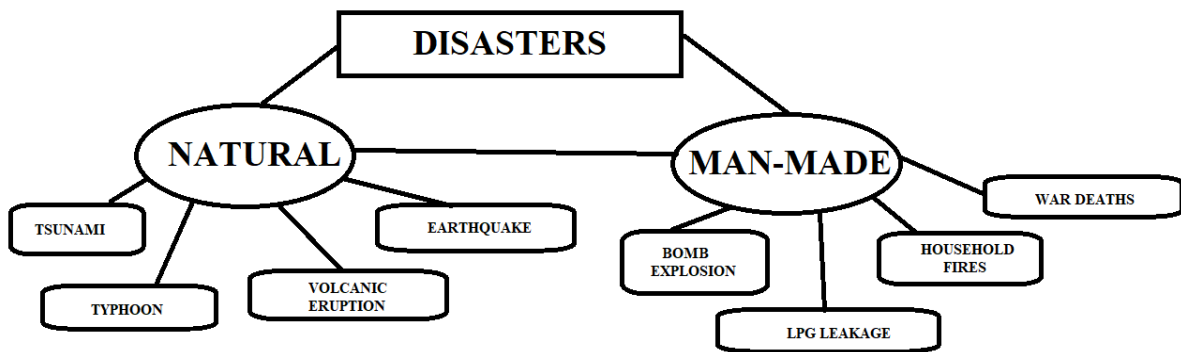 DISASTERS
NATURAL
MAN-MADE
TSUNAMI
TYPHOON
VOLCANIC
ERUPTION
EARTHQUAKE
BOMB
EXPLOSION
LPG LEAKAGE
HOUSEHOLD
FIRES
WAR DEATHS